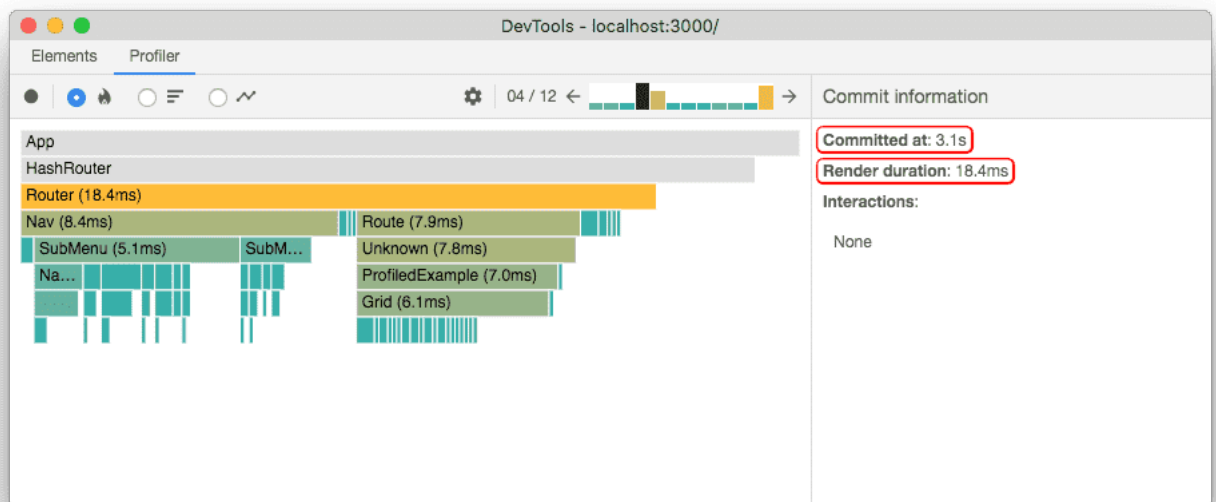 DevTools - localhost:3000/
Elements Profiler
04 / 12
Commit information
App
HashRouter
Router (18.4ms)
Nav (8.4ms) Route (7.9ms)
SubMenu (5.1ms) SubM... Unknown (7.8ms)
Na... ProfiledExample (7.0ms)
Grid (6.1ms)
Committed at: 3.1s
Render duration: 18.4ms
Interactions:
None